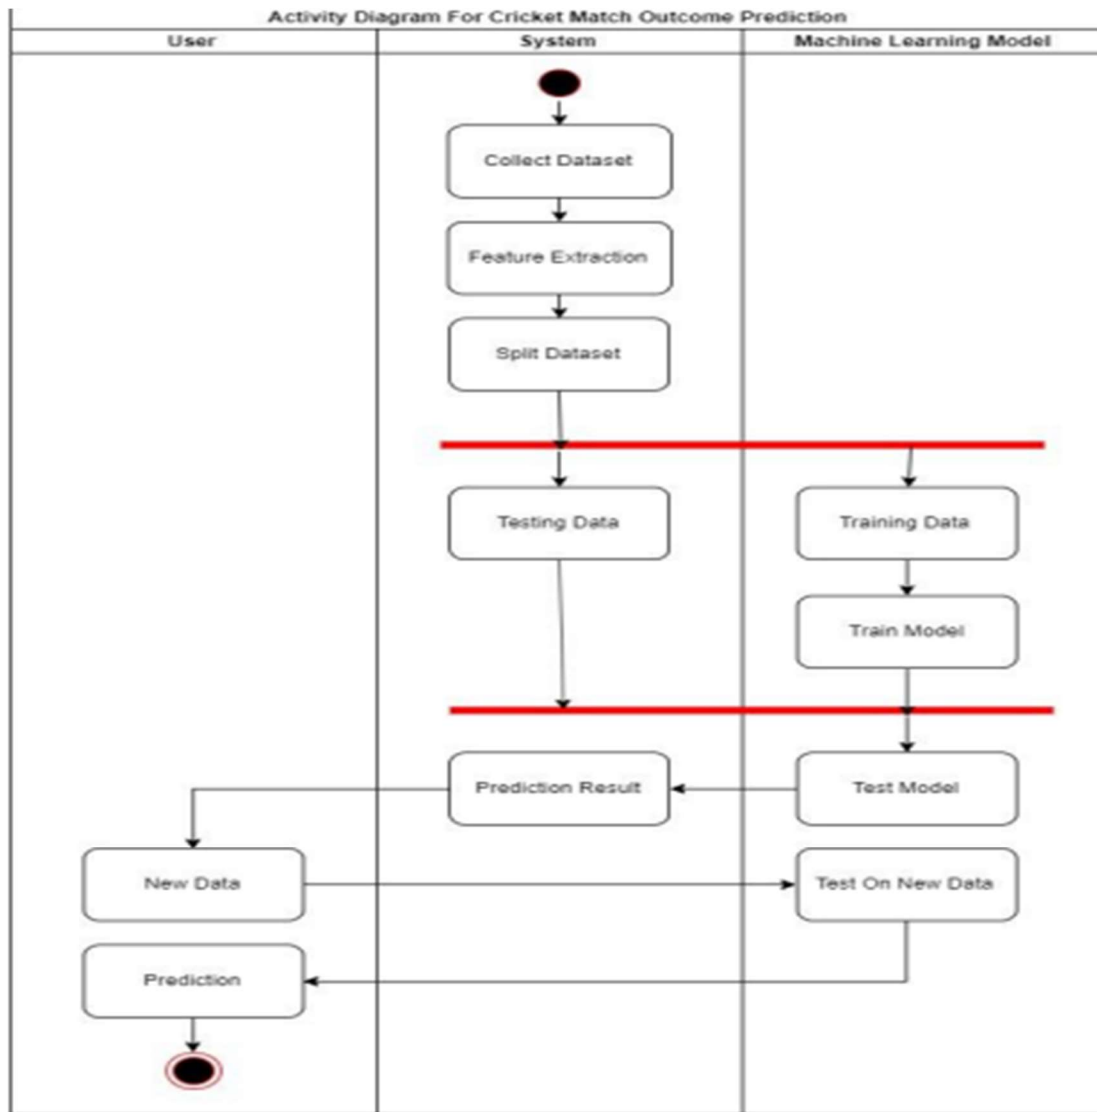 Activity Diagram For Cricket Match Outcome Prediction
User
System
Machine Learning Model
Collect Dataset
Feature Extraction
Split Dataset
Testing Data
Training Data
Train Model
Prediction Result
Test Model
New Data
Test On New Data
Prediction